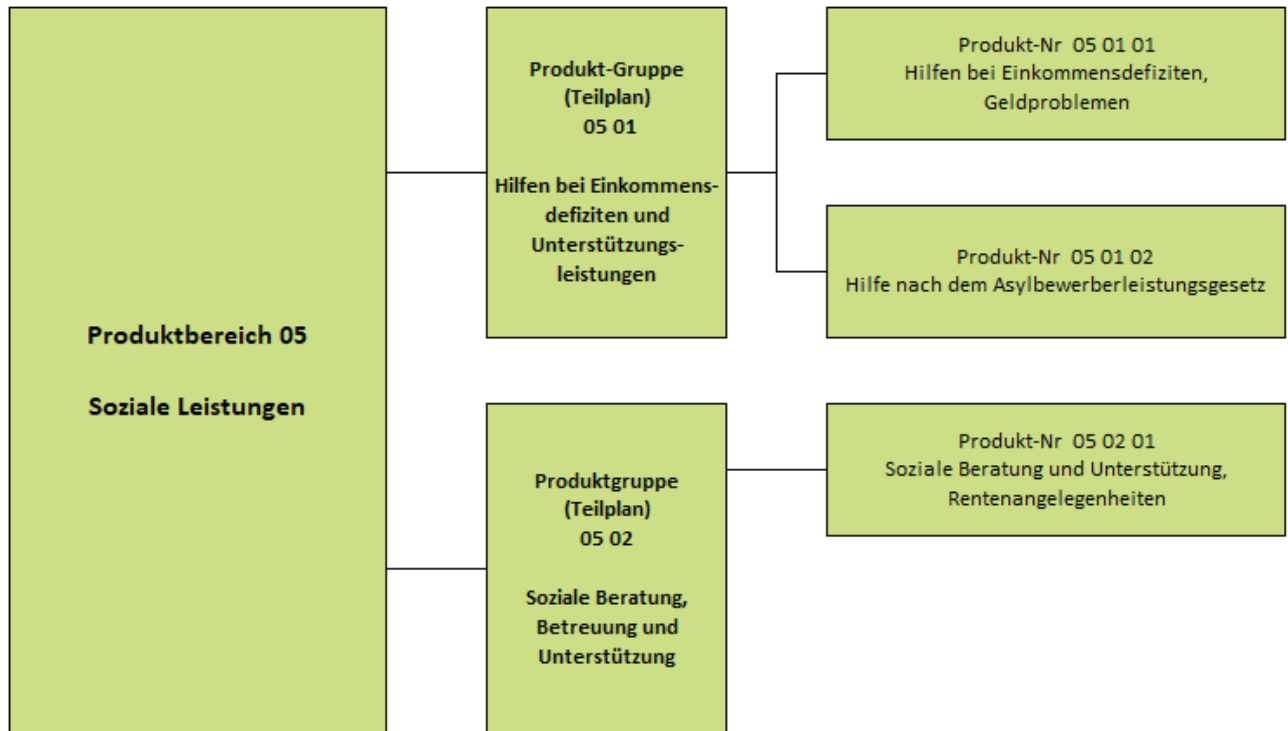 Produktbereich 05
Soziale Leistungen
Produkt-Gruppe
(Teilplan)
05 01
Hilfen bei Einkommens-
defiziten und
Unterstützungs-
leistungen
Produkt-Nr 05 01 01
Hilfen bei Einkommensdefiziten,
Geldproblemen
Produkt-Nr 05 01 02
Hilfe nach dem Asylbewerberleistungsgesetz
Produktgruppe
(Teilplan)
05 02
Soziale Beratung,
Betreuung und
Unterstützung
Produkt-Nr 05 02 01
Soziale Beratung und Unterstützung,
Rentenangelegenheiten